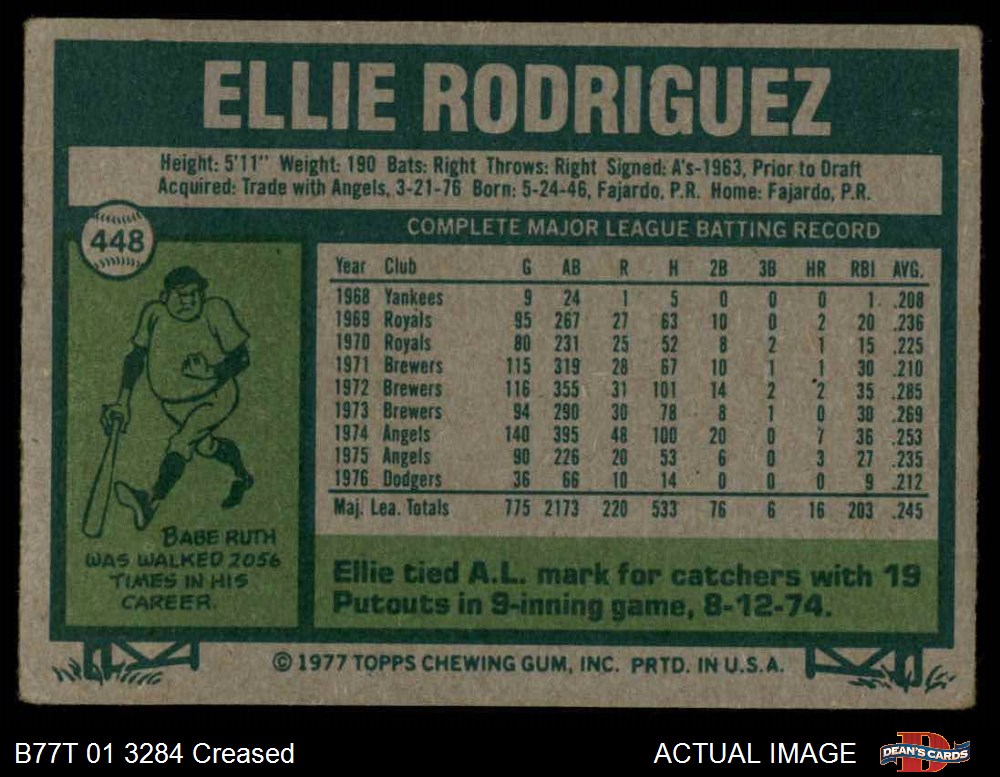 ELLIE RODRIGUEZ
Height: 5'11" Weight: 190 Bats: Right Throws: Right Signed: A's-1963, Prior to Draft
Acquired: Trade with Angels, 3-21-76 Born: 5-24-46, Fajardo, P.R. Home: Fajardo, P.R.
448
COMPLETE MAJOR LEAGUE BATTING RECORD
Year Club G AB R H 2B 3B HR RBI AVG.
1968 Yankees 9 24 1 5 0 0 0 1 .208
1969 Royals 95 267 27 63 10 0 2 20 .236
1970 Royals 80 231 25 52 8 2 1 15 .225
1971 Brewers 115 319 28 67 10 1 1 30 .210
1972 Brewers 116 355 31 101 14 2 2 35 .285
1973 Brewers 94 290 30 78 8 1 0 30 .269
1974 Angels 140 395 48 100 20 0 7 36 .253
1975 Angels 90 226 20 53 6 0 3 27 .235
1976 Dodgers 36 66 10 14 0 0 0 9 .212
Maj. Lea. Totals 775 2173 220 533 76 6 16 203 .245
BABE RUTH
WAS WALKED 2056
TIMES IN HIS
CAREER.
Ellie tied A.L. mark for catchers with 19
Putouts in 9-inning game, 8-12-74.
© 1977 TOPPS CHEWING GUM, INC. PRTD. IN U.S.A.
B77T 01 3284 Creased
ACTUAL IMAGE
DEAN'S CARDS